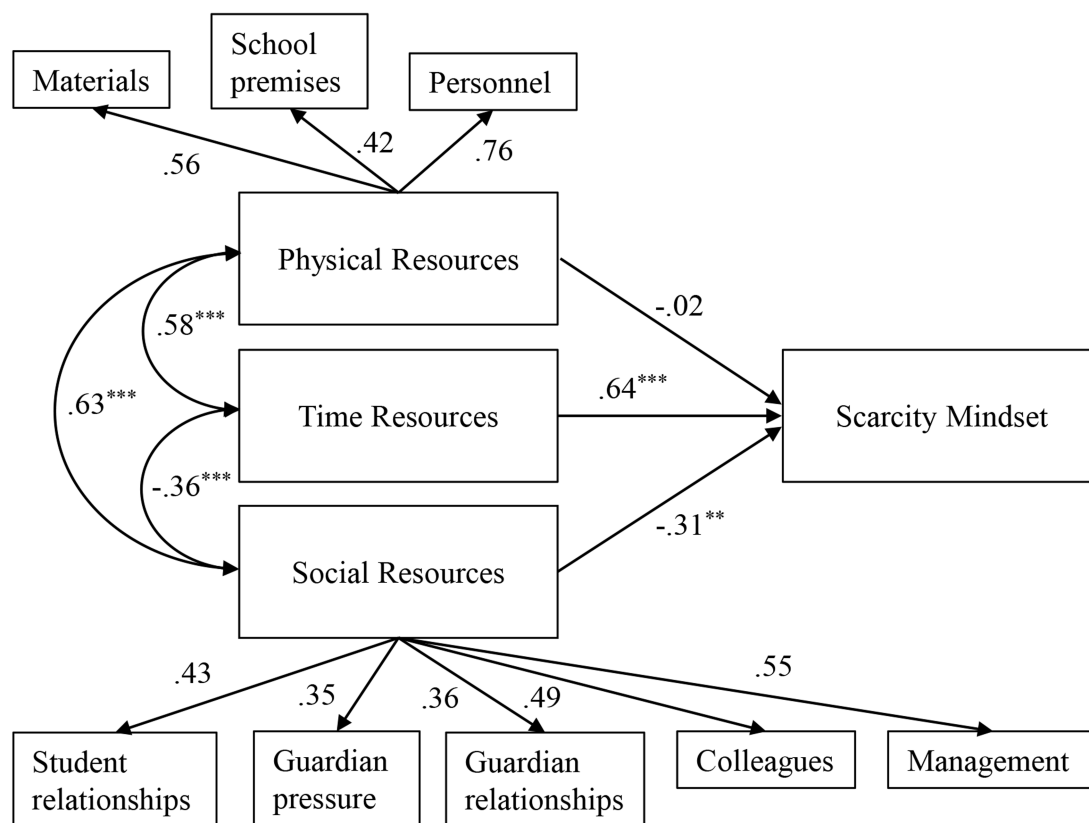 School
premises
Materials
Personnel
.56
.42
.76
Physical Resources
-.02
.58***
.63***
Time Resources
.64***
Scarcity Mindset
-.36***
Social Resources
-.31**
.43
.35
.36
.49
.55
Student
relationships
Guardian
pressure
Guardian
relationships
Colleagues
Management